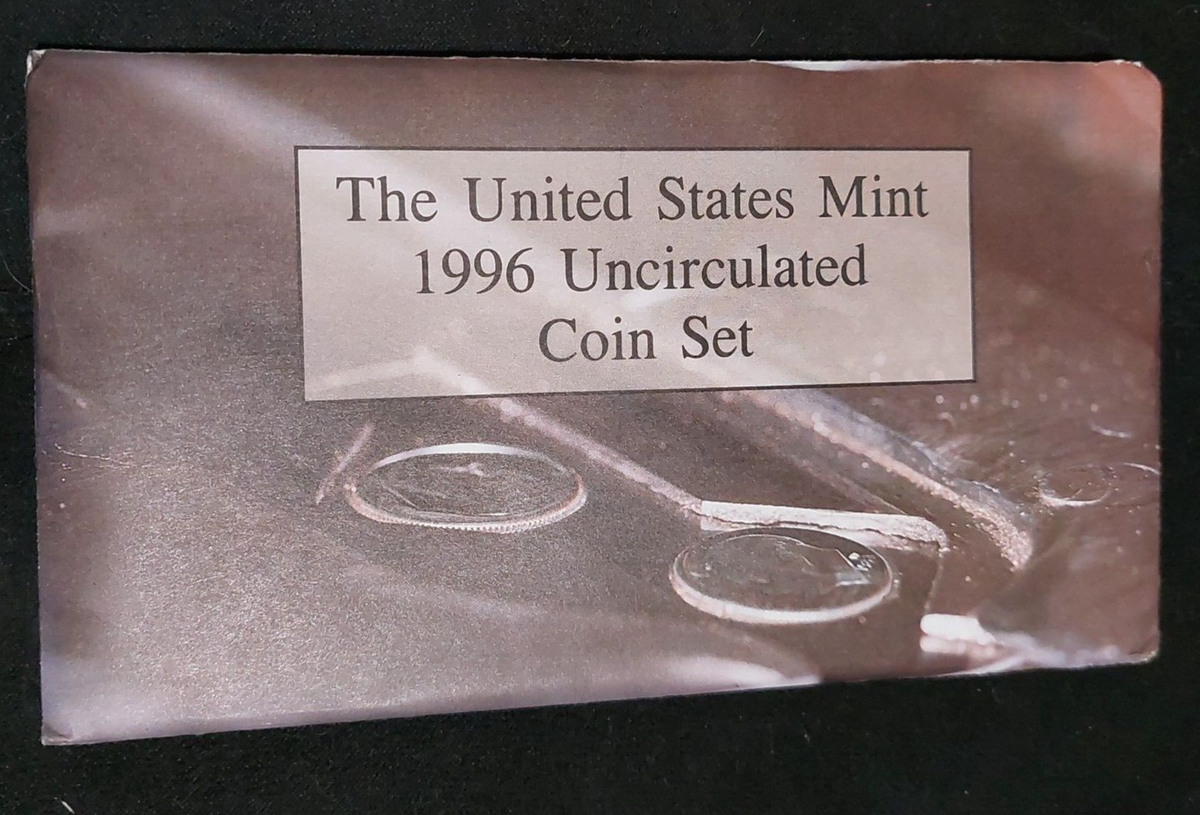 The United States Mint
1996 Uncirculated
Coin Set